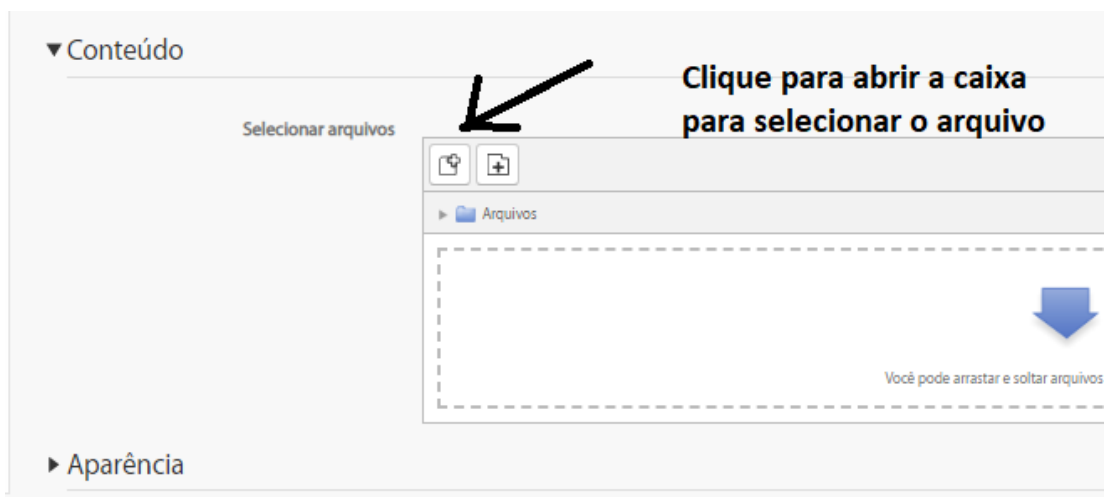 Conteúdo
Clique para abrir a caixa
para selecionar o arquivo
Selecionar arquivos
Arquivos
Você pode arrastar e soltar arquivos
Aparência